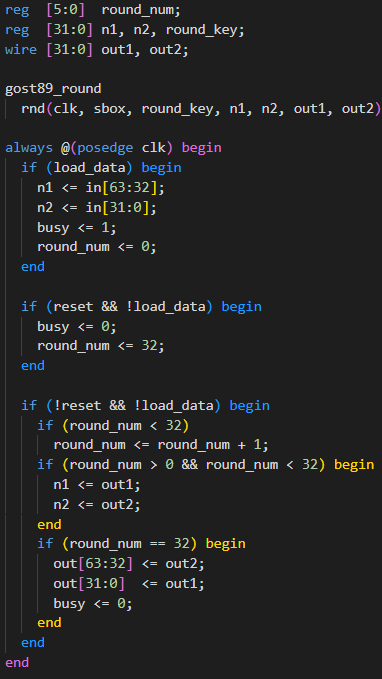 reg  [5:0]  round_num;
reg  [31:0] n1, n2, round_key;
wire [31:0] out1, out2;

gost89_round
  rnd(clk, sbox, round_key, n1, n2, out1, out2)

always @(posedge clk) begin
  if (load_data) begin
    n1 <= in[63:32];
    n2 <= in[31:0];
    busy <= 1;
    round_num <= 0;
  end

  if (reset && !load_data) begin
    busy <= 0;
    round_num <= 32;
  end

  if (!reset && !load_data) begin
    if (round_num < 32)
      round_num <= round_num + 1;
    if (round_num > 0 && round_num < 32) begin
      n1 <= out1;
      n2 <= out2;
    end
    if (round_num == 32) begin
      out[63:32] <= out2;
      out[31:0]  <= out1;
      busy <= 0;
    end
  end
end